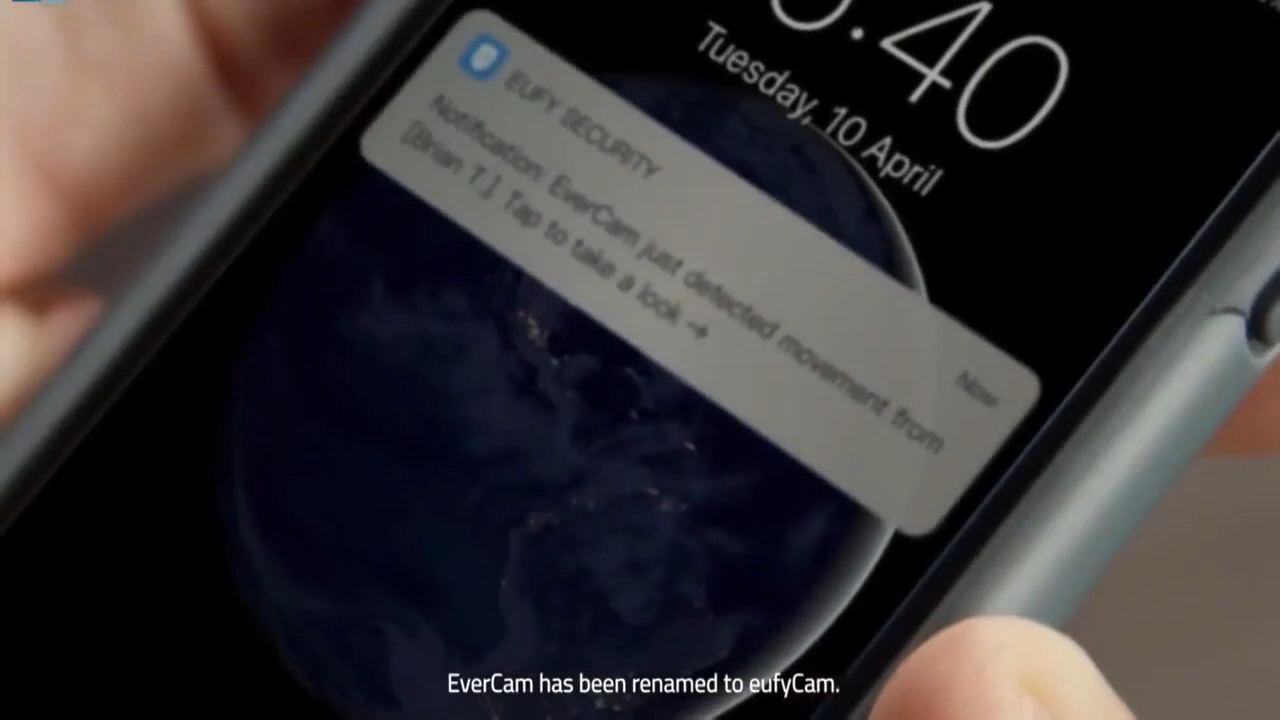 :40
Tuesday, 10 April
EUFY SECURITY
Now
Notification: EverCam just detected movement from
[Brian T.]. Tap to take a look →
EverCam has been renamed to eufyCam.